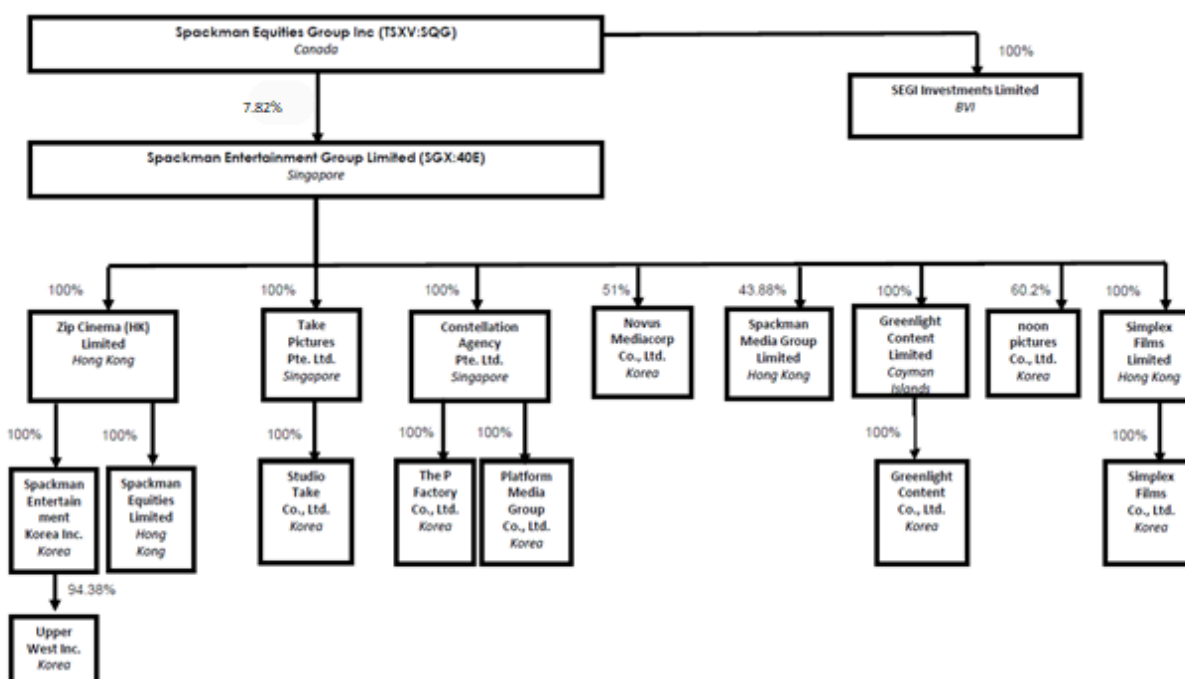 Spackman Equities Group Inc (TSXV:SQG)
Canada
100%
SEGI Investments Limited
BVI
7.82%
Spackman Entertainment Group Limited (SGX:40E)
Singapore
100%
100%
100%
51%
43.88%
100%
60.2%
100%
Zip Cinema (HK)
Limited
Hong Kong
Take
Pictures
Pte. Ltd.
Singapore
Constellation
Agency
Pte. Ltd.
Singapore
Novus
Mediacorp
Co., Ltd.
Korea
Spackman
Media Group
Limited
Hong Kong
Greenlight
Content
Limited
Cayman
Islands
noon
pictures
Co., Ltd.
Korea
Simplex
Films
Limited
Hong Kong
100%
100%
100%
100%
100%
100%
100%
Spackman
Entertain
ment
Korea Inc.
Korea
Spackman
Equities
Limited
Hong
Kong
Studio
Take
Co., Ltd.
Korea
The P
Factory
Co., Ltd.
Korea
Platform
Media
Group
Co., Ltd.
Korea
Greenlight
Content
Co., Ltd.
Korea
Simplex
Films
Co., Ltd.
Korea
94.38%
Upper
West Inc.
Korea